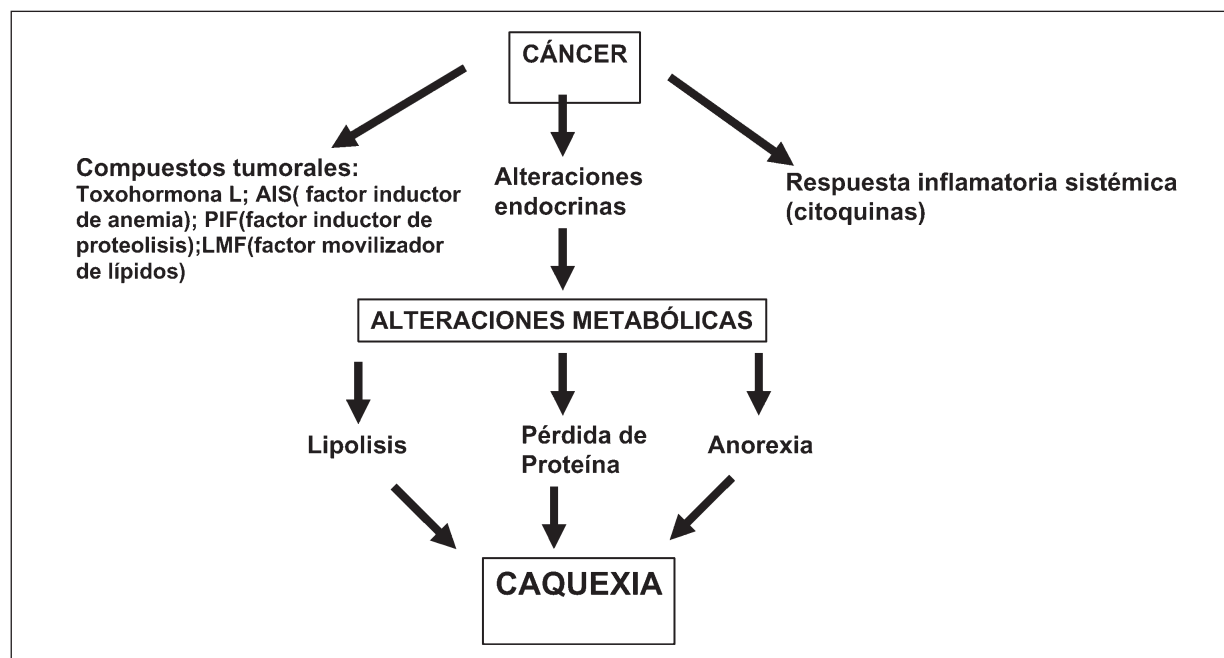 CÁNCER
Compuestos tumorales:
Toxohormona L; AIS( factor inductor
de anemia); PIF(factor inductor de
proteolisis);LMF(factor movilizador
de lípidos)
Alteraciones
endocrinas
Respuesta inflamatoria sistémica
(citoquinas)
ALTERACIONES METABÓLICAS
Lipolisis
Pérdida de
Proteína
Anorexia
CAQUEXIA